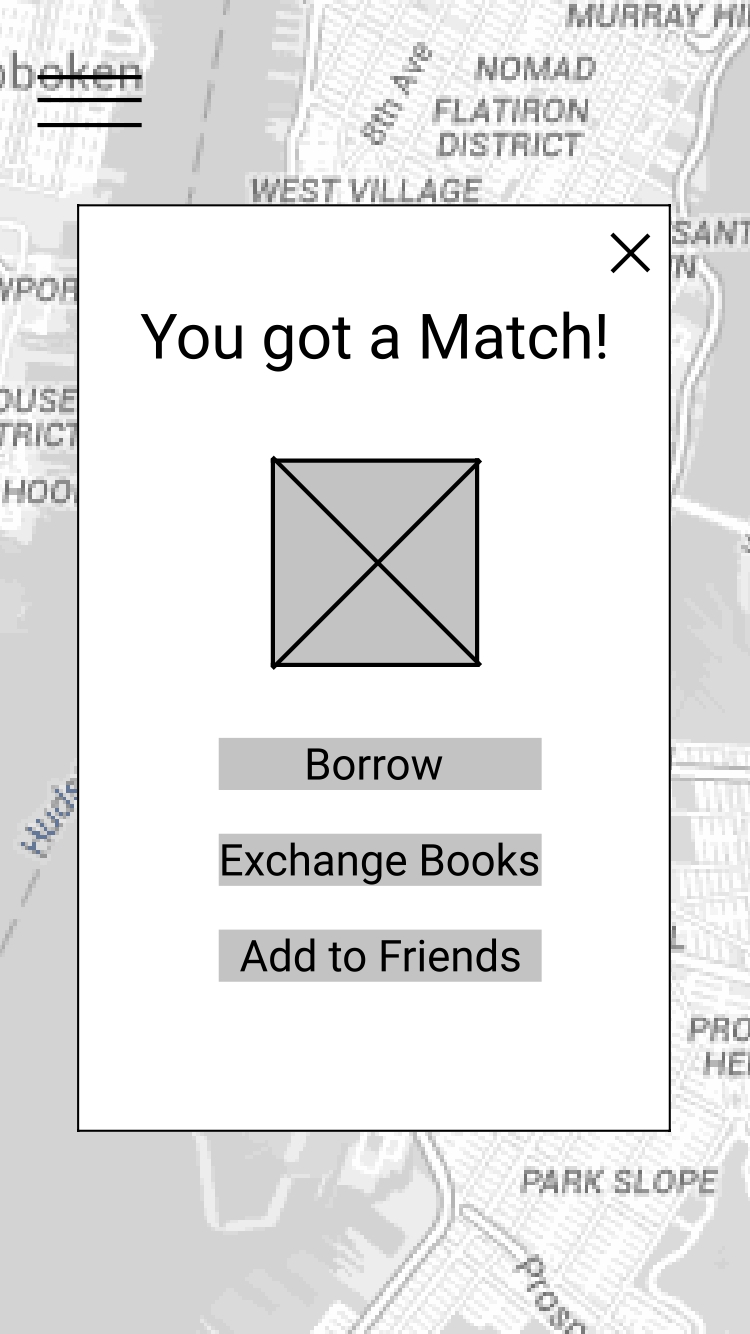 MURRAY HI
oboken
NOMAD
8th Ave
FLATIRON
DISTRICT
WEST VILLAGE
SANT
WPOR
N
You got a Match!
OUSE
TRICT
HOO
Borrow
Huds
Exchange Books
Add to Friends
L
PRO
HE
PARK SLOPE
Prosp